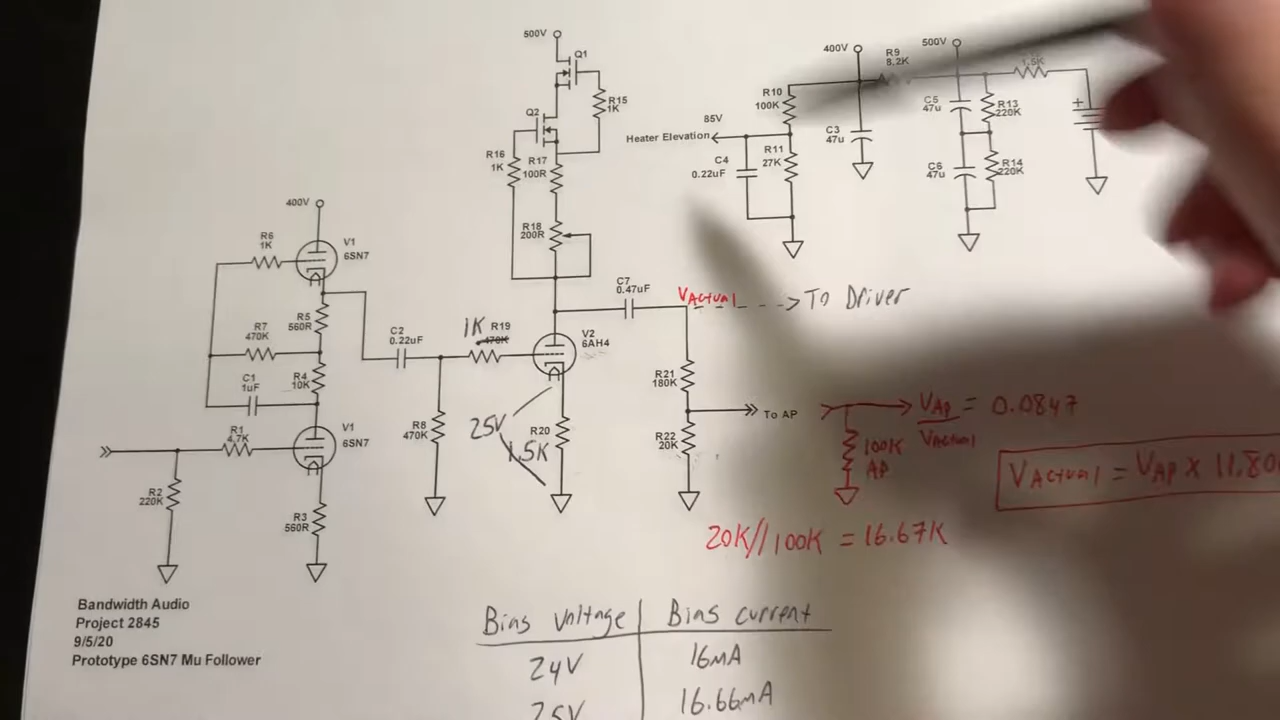 500V
Q1
R15
1K
Q2
R16
1K
R17
100R
R18
200R
400V
R9
8.2K
500V
1.5K
R10
100K
85V
Heater Elevation
R11
27K
C4
0.22uF
C3
47u
C5
47u
R13
220K
C6
47u
R14
220K
+
400V
R6
1K
V1
6SN7
R5
560R
R7
470K
R4
10K
C1
1uF
R1
4.7K
V1
6SN7
R2
220K
R3
560R
C2
0.22uF
1K R19
470K
R8
470K
V2
6AH4
25V
R20
1.5K
C7
0.47uF
VActual
To Driver
R21
180K
To AP
R22
20K
100K
AP
VAP
VActual
= 0.0847
VActual = VAP x 11.80
20K//100K = 16.67K
Bandwidth Audio
Project 2845
9/5/20
Prototype 6SN7 Mu Follower
Bias Voltage Bias current
24V 16mA
25V 16.66mA